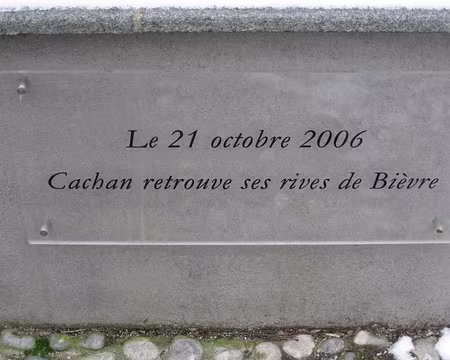 Le 21 octobre 2006
Cachan retrouve ses rives de Bièvre